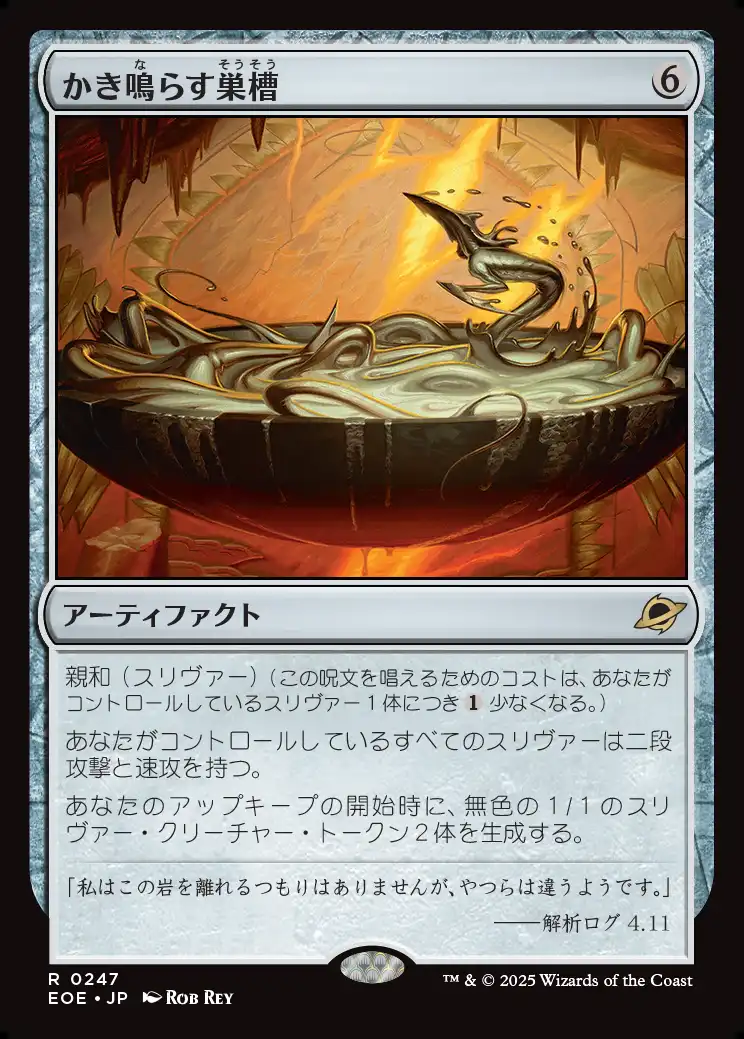 かき鳴らす巣槽
な
そうそう
6
アーティファクト
親和（スリヴァー）（この呪文を唱えるためのコストは、あなたが
コントロールしているスリヴァー１体につき 1 少なくなる。）
あなたがコントロールしているすべてのスリヴァーは二段
攻撃と速攻を持つ。
あなたのアップキープの開始時に、無色の１/１のスリ
ヴァー・クリーチャー・トークン２体を生成する。
「私はこの岩を離れるつもりはありませんが、やつらは違うようです。」
――解析ログ 4.11
R 0247
EOE • JP Rob Rey
™ & © 2025 Wizards of the Coast